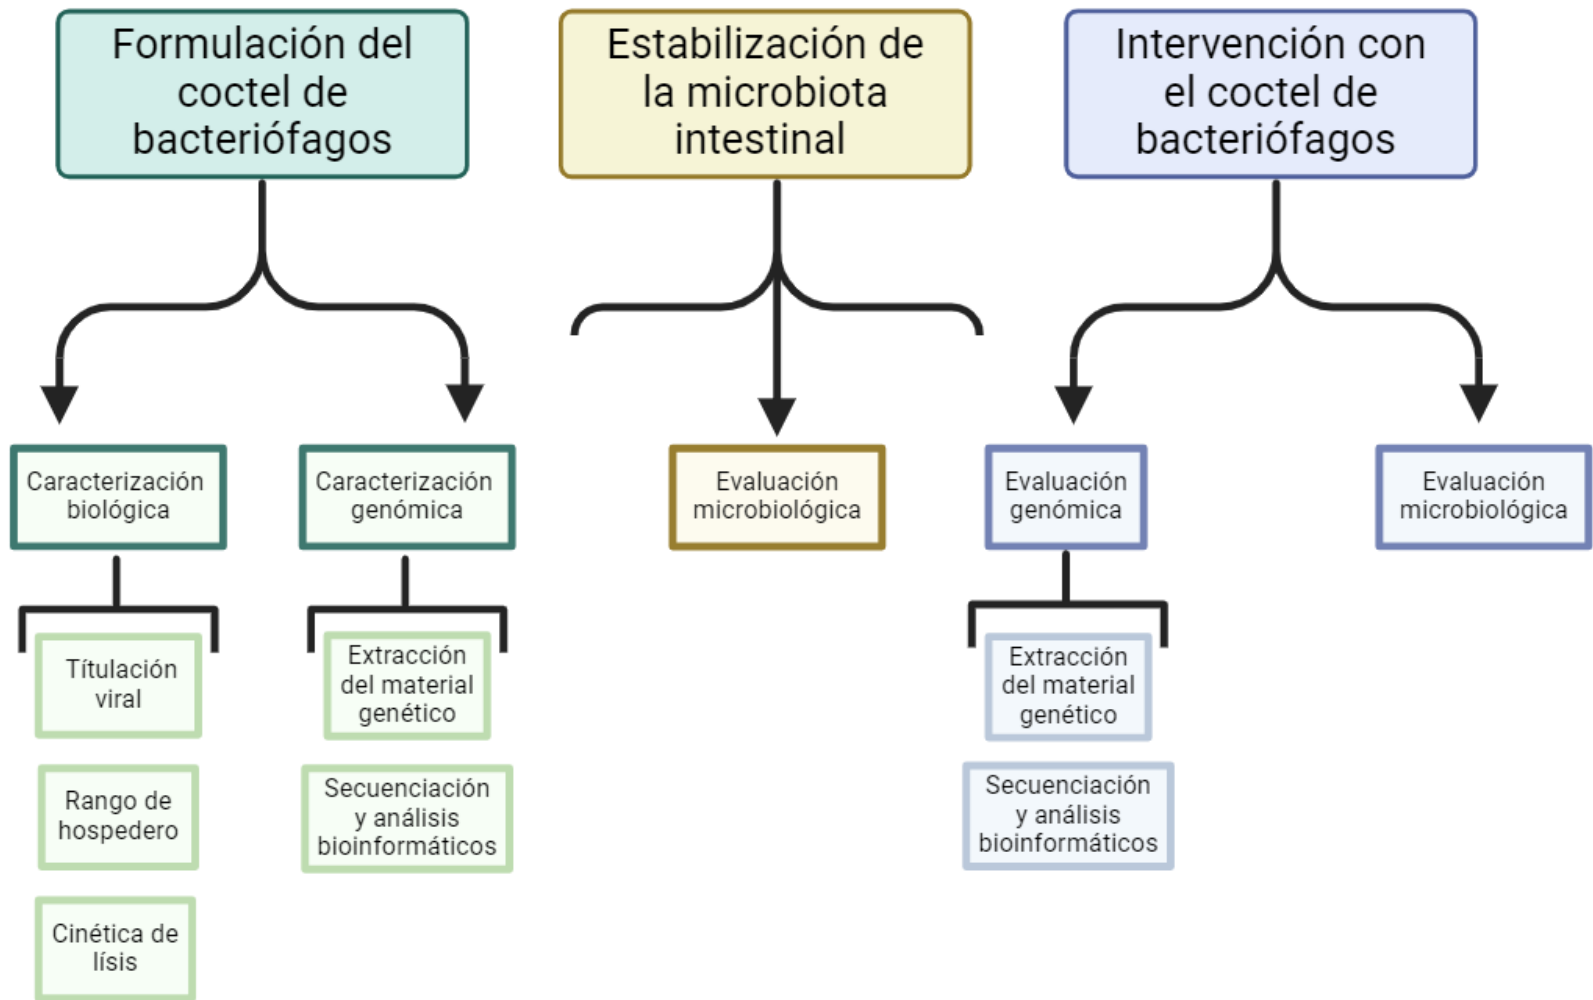 Formulación del
coctel de
bacteriófagos
Estabilización de
la microbiota
intestinal
Intervención con
el coctel de
bacteriófagos
Caracterización
biológica
Caracterización
genómica
Evaluación
microbiológica
Evaluación
genómica
Evaluación
microbiológica
Títulación
viral
Extracción
del material
genético
Extracción
del material
genético
Rango de
hospedero
Secuenciación
y análisis
bioinformáticos
Secuenciación
y análisis
bioinformáticos
Cinética de
lísis